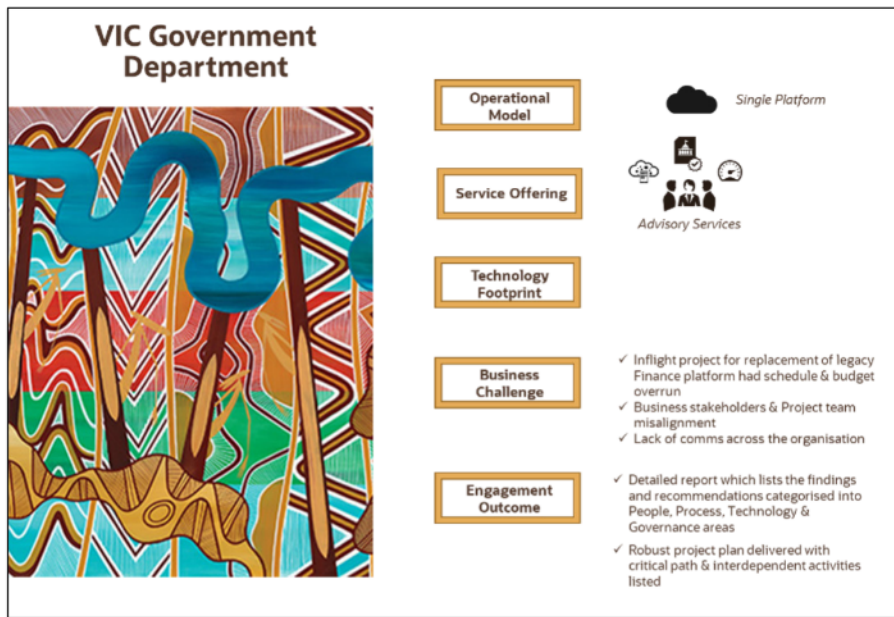 VIC Government
Department
Operational
Model
Single Platform
Service Offering
Advisory Services
Technology
Footprint
Business
Challenge
✓ Inflight project for replacement of legacy
Finance platform had schedule & budget
overrun
✓ Business stakeholders & Project team
misalignment
✓ Lack of comms across the organisation
Engagement
Outcome
✓ Detailed report which lists the findings
and recommendations categorised into
People, Process, Technology &
Governance areas
✓ Robust project plan delivered with
critical path & interdependent activities
listed